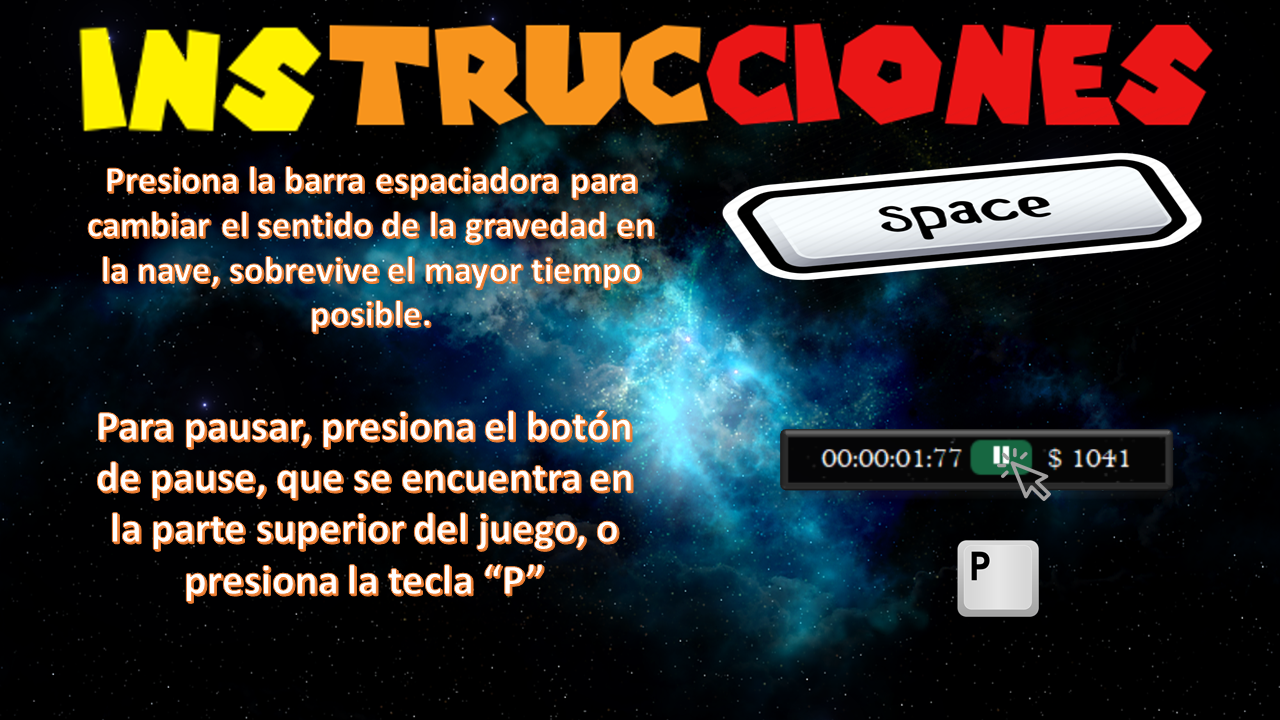 INSTRUCCIONES
Presiona la barra espaciadora para
cambiar el sentido de la gravedad en
la nave, sobrevive el mayor tiempo
posible.
space
Para pausar, presiona el botón
de pause, que se encuentra en
la parte superior del juego, o
presiona la tecla “P”
00:00:01:77 $ 1041
P